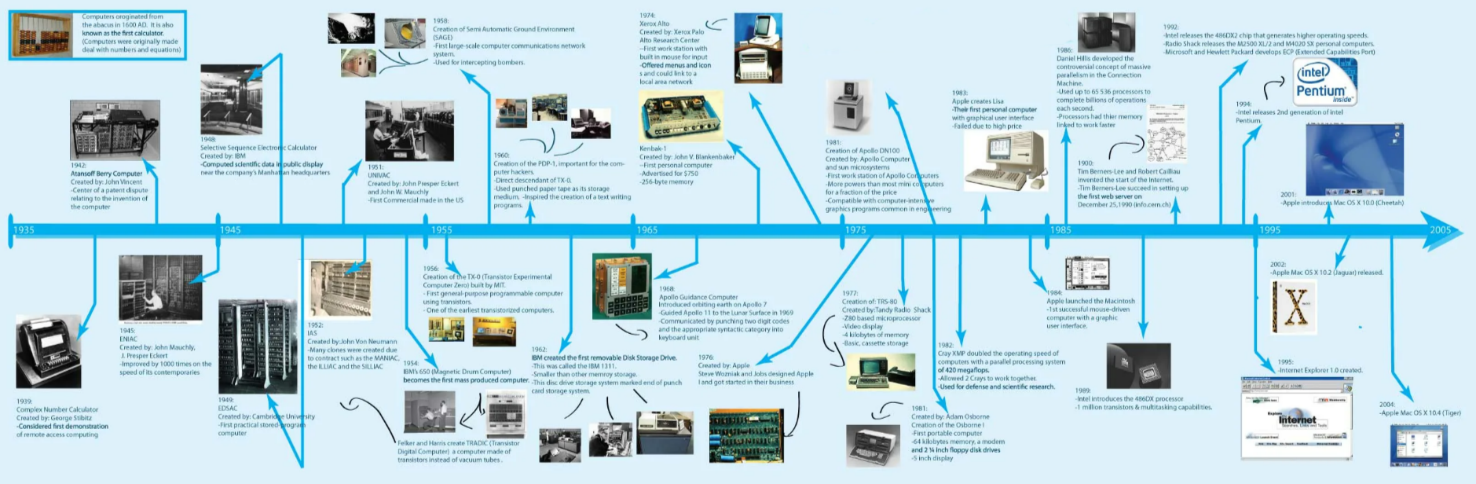 Computers originated from
the abacus in 1600 AD. It is also
known as the first calculator.
(Computers were originally made
deal with numbers and equations)
1942:
Atansoff Berry Computer
Created by: John Vincent
-Center of a patent dispute
relating to the invention of
the computer
1948:
Selective Sequence Electronic Calculator
Created by: IBM
-Computed scientific data in public display
near the company's Manhattan headquarters.
1958:
Creation of Semi Automatic Ground Environment
(SAGE)
-First large-scale computer communications network
system.
-Used for intercepting bombers.
1951:
UNIVAC
Created by: John Presper Eckert
and John W. Mauchly
-First Commercial made in the US
1960:
Creation of the PDP-1, important for the com-
puter hackers.
-Direct descendant of TX-0.
-Used punched paper tape as its storage
medium. -Inspired the creation of a text writing
programs.
1974:
Xerox Alto
Created by: Xerox Palo
Alto Research Center
--First work station with
built in mouse for input
-Offered menus and icon
s and could link to a
local area network
Kenbak-1
Created by: John V. Blankenbaker
--First personal computer
-Advertised for $750
-256-byte memory
1981:
Creation of Apollo DN100
Created by: Apollo Computer
and sun microsystems
-First work station of Apollo Computers
-More powers than most mini computers
for a fraction of the price
-Compatible with computer-intensive
graphics programs common in engineering
1983:
Apple creates Lisa
-Their first personal computer
with graphical user interface
-Failed due to high price
1986:
Daniel Hillis developed the
controversial concept of massive
parallelism in the Connection
Machine.
-Used up to 65 536 processors to
complete billions of operations
each second.
-Processors had thier memory
linked to work faster
1990:
Tim Berners-Lee and Robert Cailliau
invented the start of the Internet.
-Tim Berners-Lee succeed in setting up
the first web server on
December 25,1990 (info.cern.ch)
1992:
-Intel releases the 486DX2 chip that generates higher operating speeds.
-Radio Shack releases the M2500 XL/2 and M4020 SX personal computers.
-Microsoft and Hewlett Packard develops ECP (Extended Capabilities Port)
1994:
-Intel releases 2nd generation of intel
Pentium.
intel
Pentium
inside
2001:
-Apple introduces Mac OS X 10.0 (Cheetah)
1935
1945
1955
1965
1975
1985
1995
2005
1939:
Complex Number Calculator
Created by: George Stibitz
-Considered first demonstration
of remote access computing
1945:
ENIAC
Created by: John Mauchly,
J. Presper Eckert
-Improved by 1000 times on the
speed of its contemporaries
1949:
EDSAC
Created by: Cambridge University
-First practical stored-program
computer
1952:
IAS
Created by:John Von Neumann
-Many clones were created due
to contract such as the MANIAC,
the ILLIAC and the SILLIAC
1956:
Creation of the TX-0 (Transistor Experimental
Computer Zero) built by MIT.
- First general-purpose programmable computer
using transistors.
- One of the earliest transistorized computers.
1954:
IBM's 650 (Magnetic Drum Computer)
becomes the first mass produced computer.
Felker and Harris create TRADIC (Transistor
Digital Computer) a computer made of
transistors instead of vacuum tubes.
1962:
IBM created the first removable Disk Storage Drive.
-This was called the IBM 1311.
-Smaller than other memroy storage.
-This disc drive storage system marked end of punch
card storage system.
1968:
Apollo Guidance Computer
Introduced orbiting earth on Apollo 7
-Guided Apollo 11 to the Lunar Surface in 1969
-Communicated by punching two digit codes
and the appropriate syntactic category into
keyboard unit
1976:
Created by: Apple
Steve Wozniak and Jobs designed Apple
I and got started in their business
1977:
Creation of: TRS-80
Created by:Tandy Radio Shack
-Z80 based microprocessor
-Video display
-4 kilobytes of memory
-Basic, cassette storage
1981:
Created by: Adam Osborne
Creation of the Osborne I
-First portable computer
-64 kilobytes memory, a modem
and 2 ¼ inch floppy disk drives
-5 inch display
1982:
Cray XMP doubled the operating speed of
computers with a parallel processing system
of 420 megaflops.
-Allowed 2 Crays to work together.
-Used for defense and scientific research.
1984:
Apple launched the Macintosh
-1st successful mouse-driven
computer with a graphic
user interface.
1989:
-Intel introduces the 486DX processor
-1 million transistors & multitasking capabilities.
2002:
-Apple Mac OS X 10.2 (Jaguar) released.
X
1995:
-Internet Explorer 1.0 created.
Internet
2004:
-Apple Mac OS X 10.4 (Tiger)